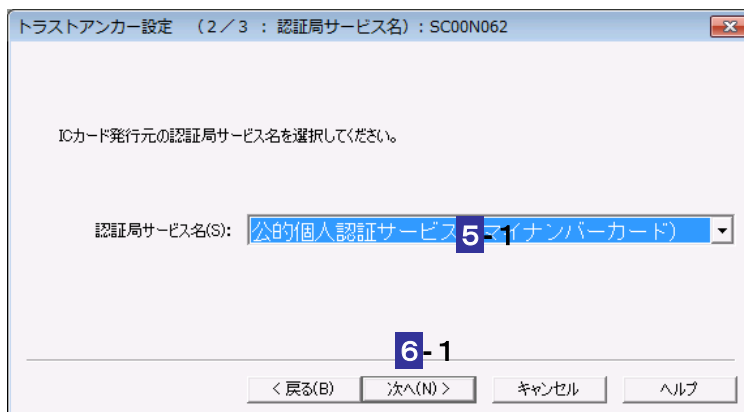 トラストアンカー設定 （2／3 : 認証局サービス名）: SC00N062
ICカード発行元の認証局サービス名を選択してください。
認証局サービス名(S): 公的個人認証サービス マイナンバーカード）
5-1
6-1
< 戻る(B) 次へ(N) > キャンセル ヘルプ